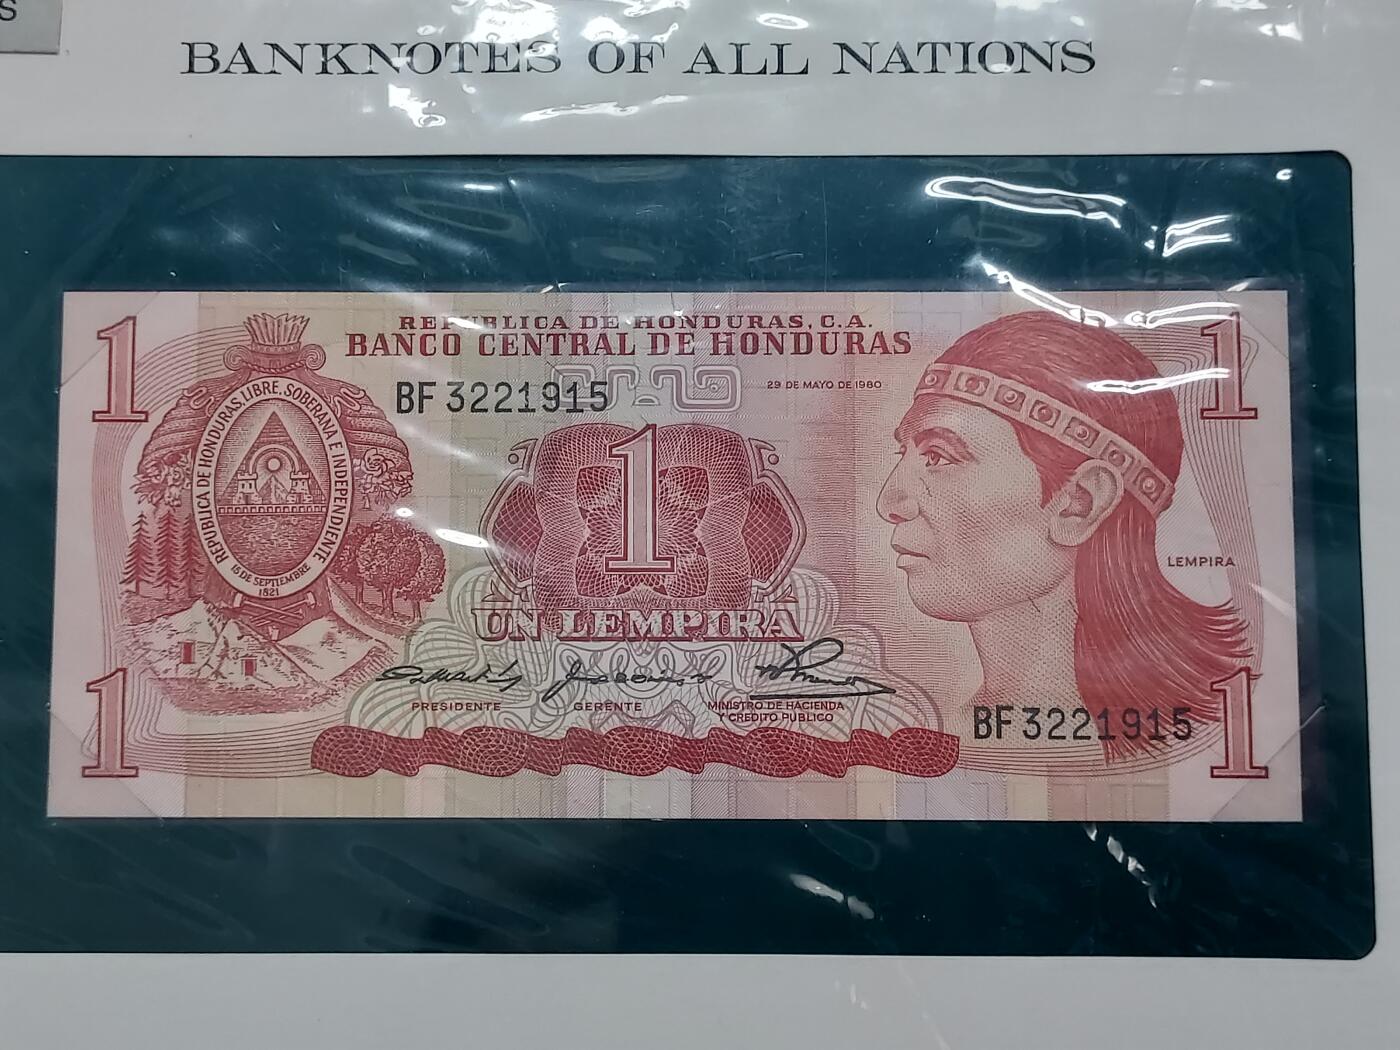 S
BANKNOTES OF ALL NATIONS
1
1
REPUBLICA DE HONDURAS, C.A.
BANCO CENTRAL DE HONDURAS
BF 3221915
29 DE MAYO DE 1980
REPUBLICA DE HONDURAS LIBRE, SOBERANA E INDEPENDIENTE
15 DE SEPTIEMBRE
1821
1
LEMPIRA
UN LEMPIRA
PRESIDENTE
GERENTE
MINISTRO DE HACIENDA
Y CREDITO PUBLICO
BF 3221915
1
1